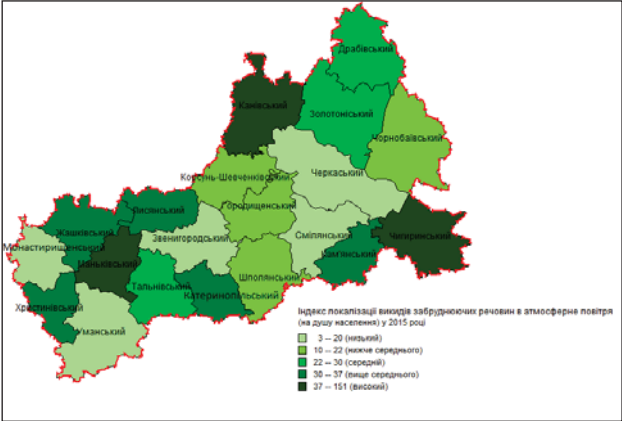 Драбівський
Канівський
Золотоніський
Чорнобаївський
Черкаський
Корсунь-Шевченківський
Городищенський
Лисянський
Жашківський
Звенигородський
Смілянський
Чигиринський
Монастирищенський
Маньківський
Кам'янський
Шполянський
Тальнівський
Катеринопільський
Христинівський
Уманський
Індекс локалізації викидів забруднюючих речовин в атмосферне повітря
(на душу населення) у 2015 році
3 – 20 (низький)
10 – 22 (нижче середнього)
22 – 30 (середній)
30 – 37 (вище середнього)
37 – 151 (високий)